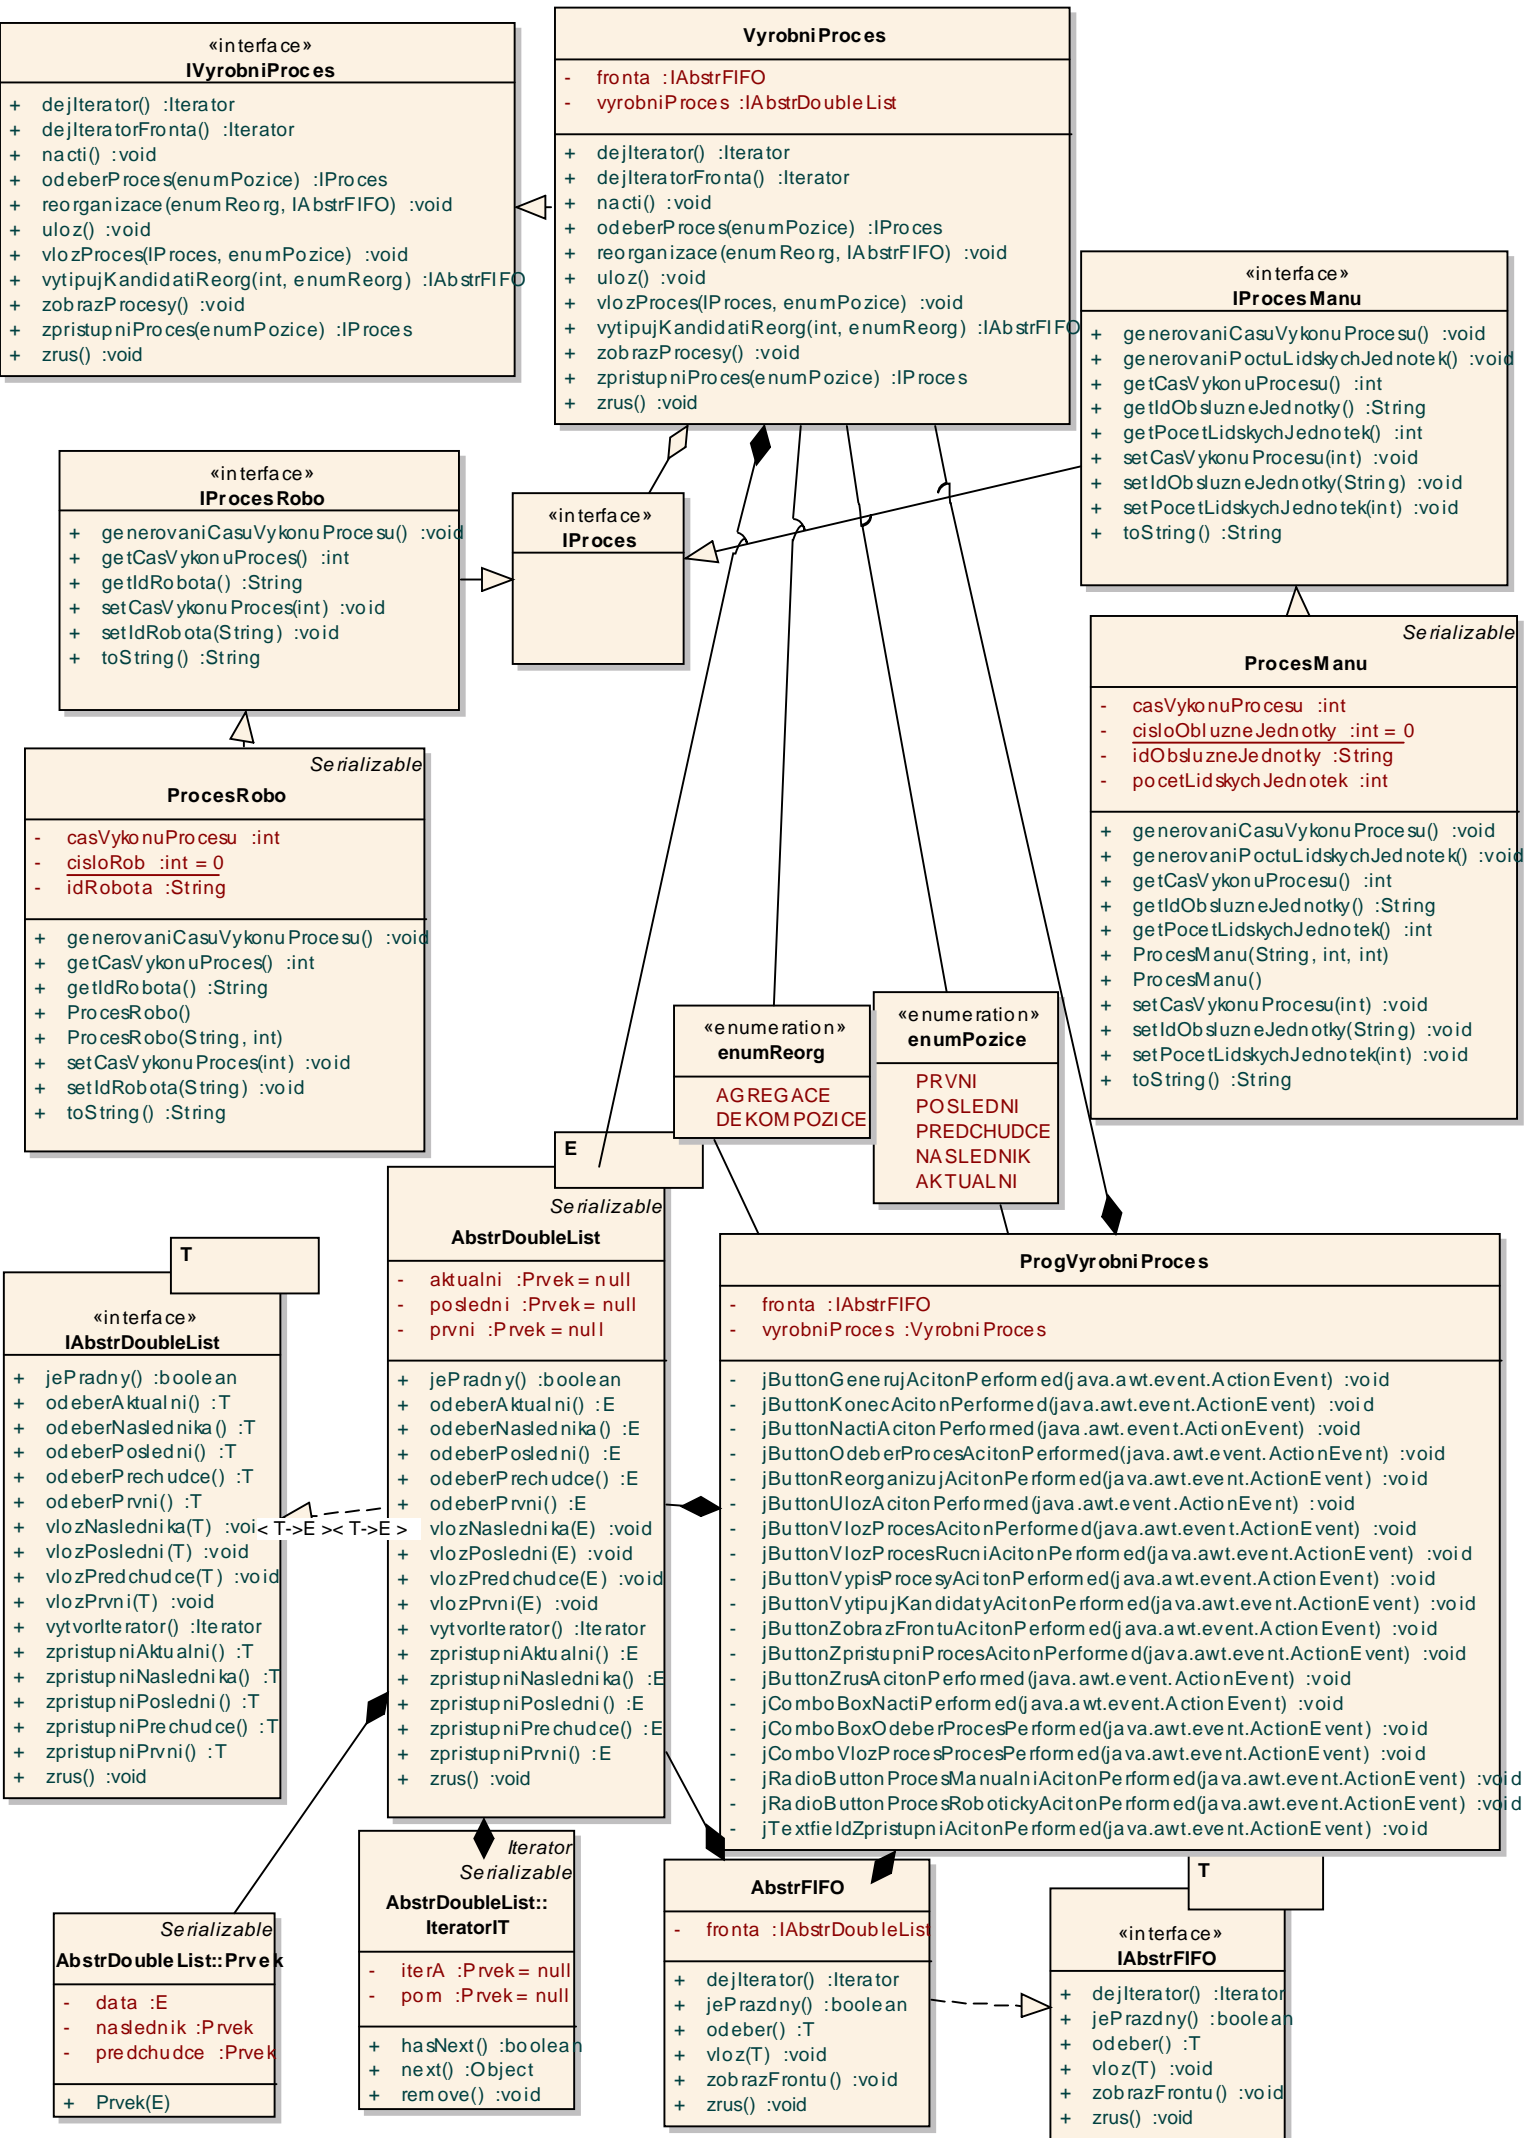 «interface»
IVyrobniProces
+ dejIterator() :Iterator
+ dejIteratorFronta() :Iterator
+ nacti() :void
+ odeberProces(enumPozice) :IProces
+ reorganizace(enumReorg, IAbstrFIFO) :void
+ uloz() :void
+ vlozProces(IProces, enumPozice) :void
+ vytipujKandidatiReorg(int, enumReorg) :IAbstrFIFO
+ zobrazProcesy() :void
+ zpristupniProces(enumPozice) :IProces
+ zrus() :void
VyrobniProces
- fronta :IAbstrFIFO
- vyrobniProces :IAbstrDoubleList
+ dejIterator() :Iterator
+ dejIteratorFronta() :Iterator
+ nacti() :void
+ odeberProces(enumPozice) :IProces
+ reorganizace(enumReorg, IAbstrFIFO) :void
+ uloz() :void
+ vlozProces(IProces, enumPozice) :void
+ vytipujKandidatiReorg(int, enumReorg) :IAbstrFIFO
+ zobrazProcesy() :void
+ zpristupniProces(enumPozice) :IProces
+ zrus() :void
«interface»
IProcesManu
+ generovaniCasuVykonuProcesu() :void
+ generovaniPoctuLidskychJednotek() :void
+ getCasVykonuProcesu() :int
+ getIdObsluzneJednotky() :String
+ getPocetLidskychJednotek() :int
+ setCasVykonuProcesu(int) :void
+ setIdObsluzneJednotky(String) :void
+ setPocetLidskychJednotek(int) :void
+ toString() :String
«interface»
IProcesRobo
+ generovaniCasuVykonuProcesu() :void
+ getCasVykonuProces() :int
+ getIdRobota() :String
+ setCasVykonuProces(int) :void
+ setIdRobota(String) :void
+ toString() :String
«interface»
IProces
Serializable
ProcesManu
- casVykonuProcesu :int
- cisloObluzneJednotky :int = 0
- idObsluzneJednotky :String
- pocetLidskychJednotek :int
+ generovaniCasuVykonuProcesu() :void
+ generovaniPoctuLidskychJednotek() :void
+ getCasVykonuProcesu() :int
+ getIdObsluzneJednotky() :String
+ getPocetLidskychJednotek() :int
+ ProcesManu(String, int, int)
+ ProcesManu()
+ setCasVykonuProcesu(int) :void
+ setIdObsluzneJednotky(String) :void
+ setPocetLidskychJednotek(int) :void
+ toString() :String
Serializable
ProcesRobo
- casVykonuProcesu :int
- cisloRob :int = 0
- idRobota :String
+ generovaniCasuVykonuProcesu() :void
+ getCasVykonuProces() :int
+ getIdRobota() :String
+ ProcesRobo()
+ ProcesRobo(String, int)
+ setCasVykonuProces(int) :void
+ setIdRobota(String) :void
+ toString() :String
«enumeration»
enumReorg
AGREGACE
DEKOMPOZICE
«enumeration»
enumPozice
PRVNI
POSLEDNI
PREDCHUDCE
NASLEDNIK
AKTUALNI
T
«interface»
IAbstrDoubleList
+ jePradny() :boolean
+ odeberAktualni() :T
+ odeberNaslednika() :T
+ odeberPosledni() :T
+ odeberPrechudce() :T
+ odeberPrvni() :T
+ vlozNaslednika(T) :voi
+ vlozPosledni(T) :void
+ vlozPredchudce(T) :void
+ vlozPrvni(T) :void
+ vytvorIterator() :Iterator
+ zpristupniAktualni() :T
+ zpristupniNaslednika() :T
+ zpristupniPosledni() :T
+ zpristupniPrechudce() :T
+ zpristupniPrvni() :T
+ zrus() :void
< T->E >< T->E >
E
Serializable
AbstrDoubleList
- aktualni :Prvek = null
- posledni :Prvek = null
- prvni :Prvek = null
+ jePradny() :boolean
+ odeberAktualni() :E
+ odeberNaslednika() :E
+ odeberPosledni() :E
+ odeberPrechudce() :E
+ odeberPrvni() :E
vlozNaslednika(E) :void
+ vlozPosledni(E) :void
+ vlozPredchudce(E) :void
+ vlozPrvni(E) :void
+ vytvorIterator() :Iterator
+ zpristupniAktualni() :E
+ zpristupniNaslednika() :E
+ zpristupniPosledni() :E
+ zpristupniPrechudce() :E
+ zpristupniPrvni() :E
+ zrus() :void
ProgVyrobniProces
- fronta :IAbstrFIFO
- vyrobniProces :VyrobniProces
- jButtonGenerujAcitonPerformed(java.awt.event.ActionEvent) :void
- jButtonKonecAcitonPerformed(java.awt.event.ActionEvent) :void
- jButtonNactiAcitonPerformed(java.awt.event.ActionEvent) :void
- jButtonOdeberProcesAcitonPerformed(java.awt.event.ActionEvent) :void
- jButtonReorganizujAcitonPerformed(java.awt.event.ActionEvent) :void
- jButtonUlozAcitonPerformed(java.awt.event.ActionEvent) :void
- jButtonVlozProcesAcitonPerformed(java.awt.event.ActionEvent) :void
- jButtonVlozProcesRucniAcitonPerformed(java.awt.event.ActionEvent) :void
- jButtonVypisProcesyAcitonPerformed(java.awt.event.ActionEvent) :void
- jButtonVytipujKandidatyAcitonPerformed(java.awt.event.ActionEvent) :void
- jButtonZobrazFrontuAcitonPerformed(java.awt.event.ActionEvent) :void
- jButtonZpristupniProcesAcitonPerformed(java.awt.event.ActionEvent) :void
- jButtonZrusAcitonPerformed(java.awt.event.ActionEvent) :void
- jComboBoxNactiPerformed(java.awt.event.ActionEvent) :void
- jComboBoxOdeberProcesPerformed(java.awt.event.ActionEvent) :void
- jComboVlozProcesProcesPerformed(java.awt.event.ActionEvent) :void
- jRadioButtonProcesManualniAcitonPerformed(java.awt.event.ActionEvent) :void
- jRadioButtonProcesRobotickyAcitonPerformed(java.awt.event.ActionEvent) :void
- jTextfieldZpristupniAcitonPerformed(java.awt.event.ActionEvent) :void
Serializable
AbstrDoubleList::Prvek
- data :E
- naslednik :Prvek
- predchudce :Prvek
+ Prvek(E)
Iterator
Serializable
AbstrDoubleList::
IteratorIT
- iterA :Prvek = null
- pom :Prvek = null
+ hasNext() :boolean
+ next() :Object
+ remove() :void
AbstrFIFO
- fronta :IAbstrDoubleList
+ dejIterator() :Iterator
+ jePrazdny() :boolean
+ odeber() :T
+ vloz(T) :void
+ zobrazFrontu() :void
+ zrus() :void
T
«interface»
IAbstrFIFO
+ dejIterator() :Iterator
+ jePrazdny() :boolean
+ odeber() :T
+ vloz(T) :void
+ zobrazFrontu() :void
+ zrus() :void